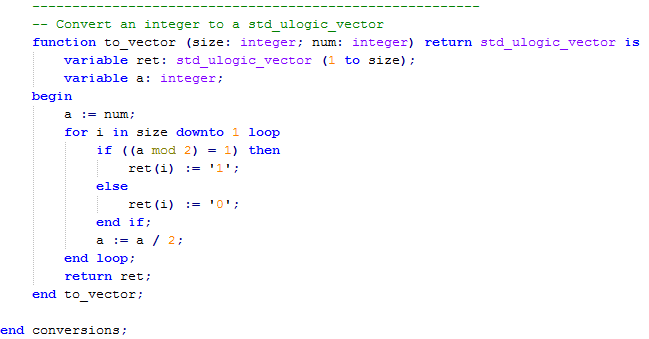 --------------------------------------------------------
-- Convert an integer to a std_ulogic_vector
function to_vector (size: integer; num: integer) return std_ulogic_vector is
    variable ret: std_ulogic_vector (1 to size);
    variable a: integer;
begin
    a := num;
    for i in size downto 1 loop
        if ((a mod 2) = 1) then
            ret(i) := '1';
        else
            ret(i) := '0';
        end if;
        a := a / 2;
    end loop;
    return ret;
end to_vector;
end conversions;